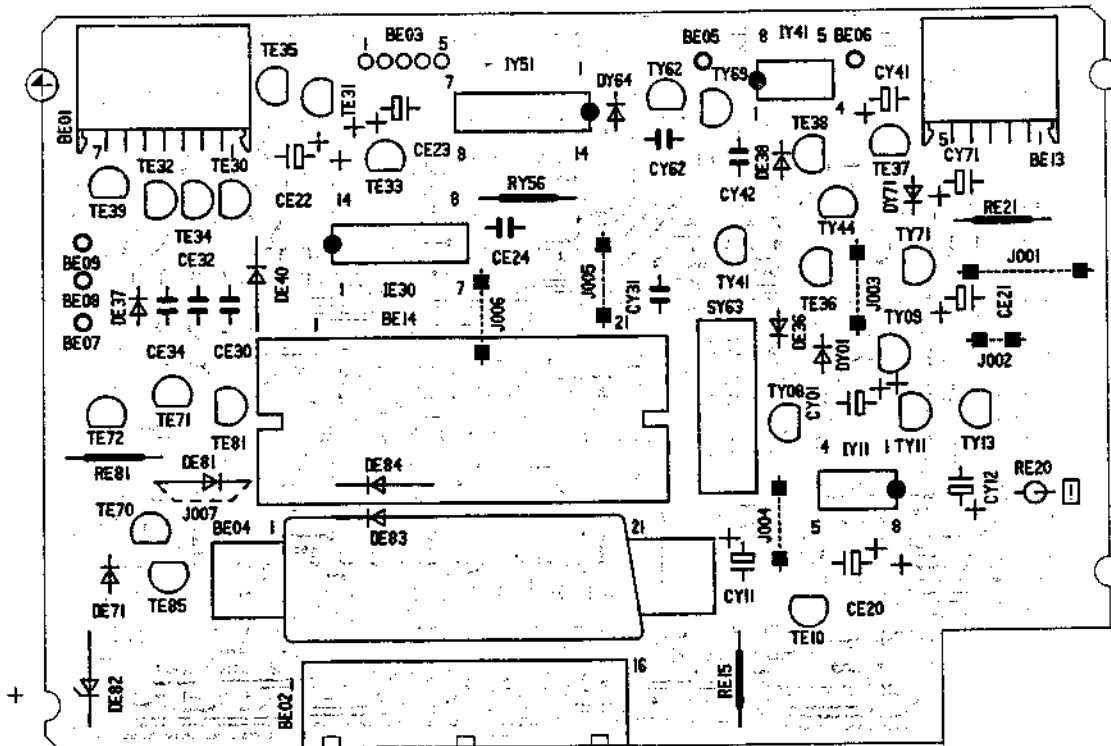 BE01
7
TE35
1 BE03 5
TE31
7 IY51 1
8 14
DY64
TY62
BE05
TY69
8 IY41 5
1 4
BE06
CY41
5 1
BE13
TE39
TE32
TE34
TE30
CE22
TE33
CE23
RY56
CY62
CY42
DE38
TE38
TE37
DY71
CY71
RE21
BE09
BE08
BE07
DE37
CE32
CE34
CE30
DE40
14 8
1 IE30 7
CE24
J006
J005
CY31
TY41
TY44
TE36
J003
TY71
J001
CE21
BE14
1 21
SY63
DE36
DY01
TY09
J002
TE72
TE71
TE81
TY08
CY01
TY11
TY13
RE81
DE81
J007
DE84
DE83
4 IY11 1
5 8
CY12
RE20
!
TE70
BE04 1 21
J004
CY11
CE20
DE71
TE85
TE10
DE82
BE02
16
RE15